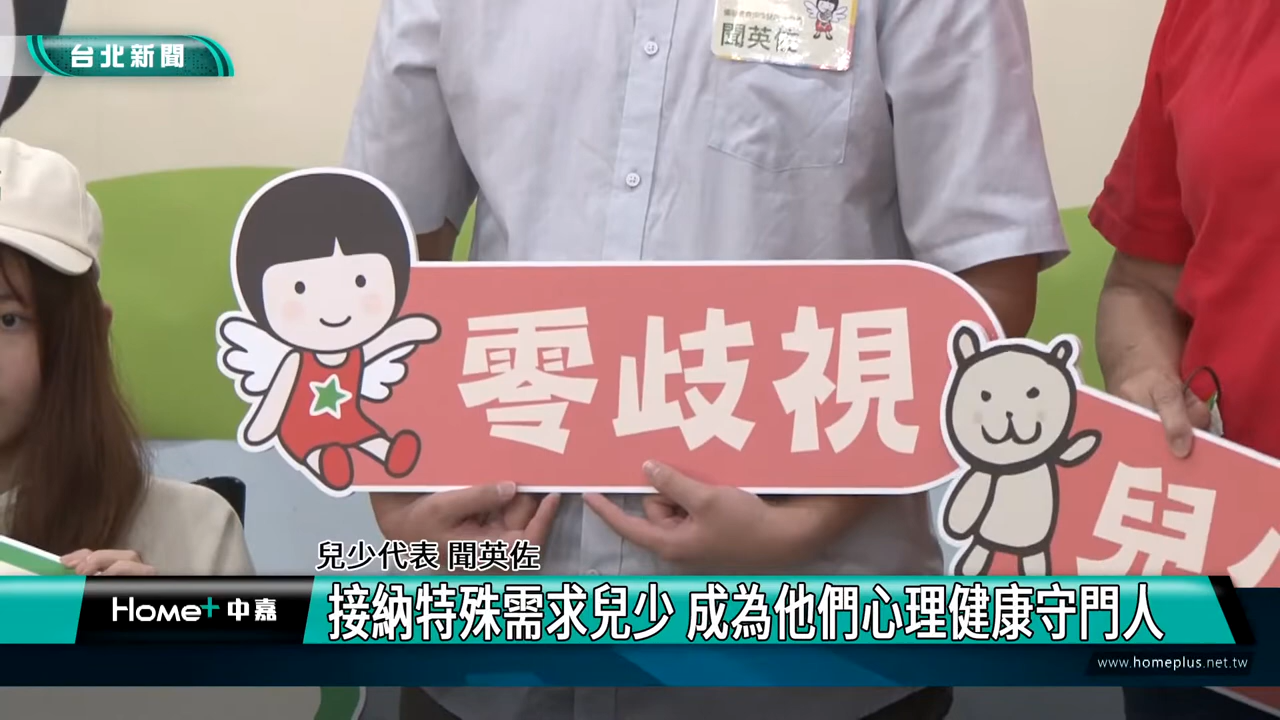 台北新聞
聞英佐
零歧視
兒
兒少代表 聞英佐
Home+ 中嘉
接納特殊需求兒少 成為他們心理健康守門人
www.homeplus.net.tw